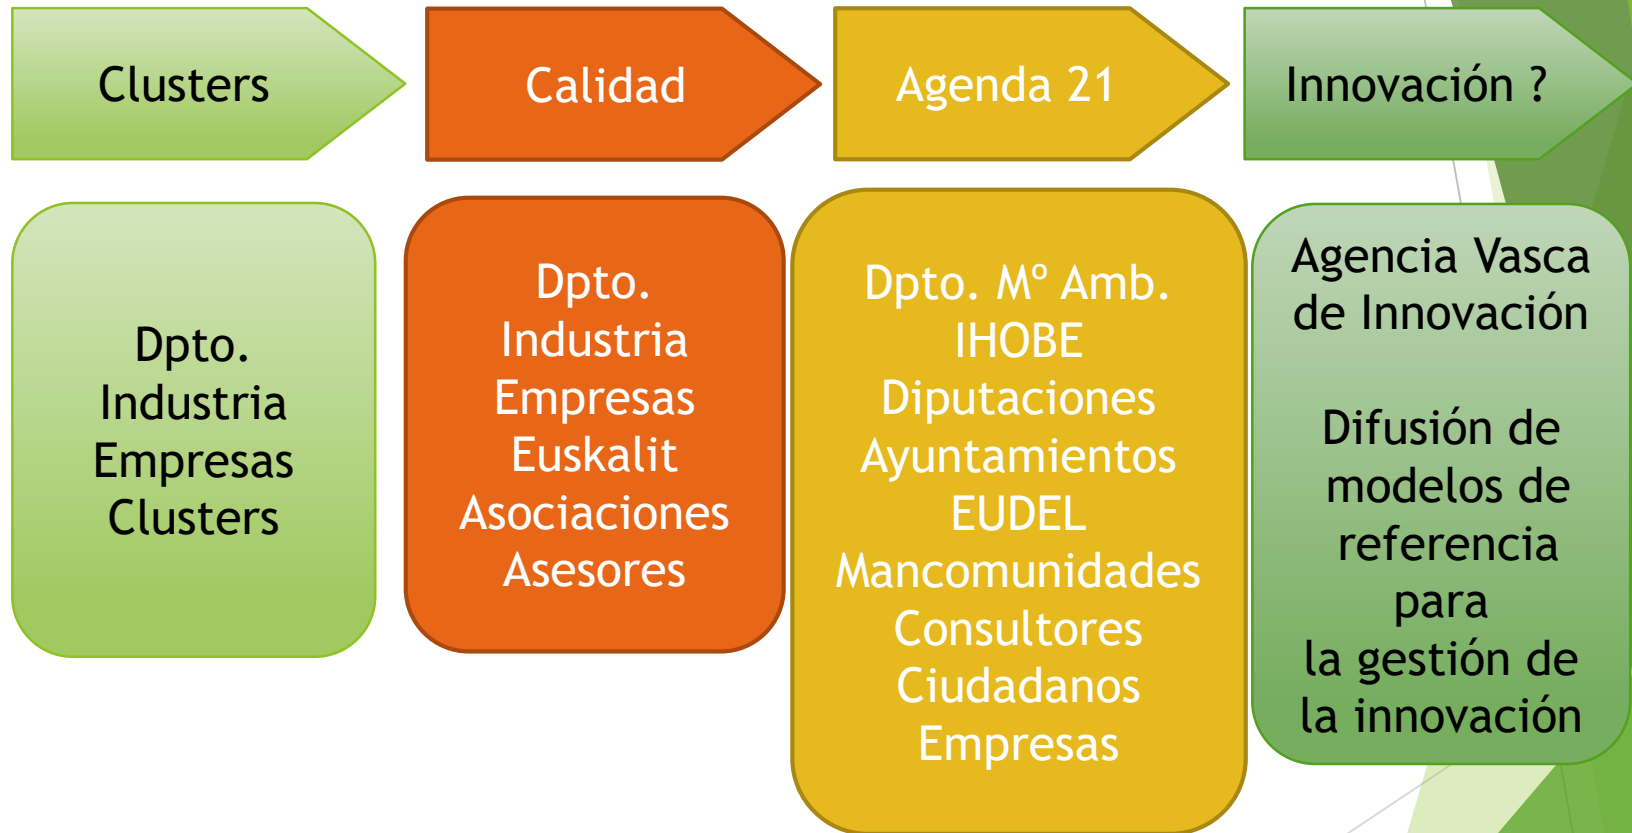 Clusters
Calidad
Agenda 21
Innovación ?
Dpto.
Industria
Empresas
Clusters
Dpto.
Industria
Empresas
Euskalit
Asociaciones
Asesores
Dpto. Mº Amb.
IHOBE
Diputaciones
Ayuntamientos
EUDEL
Mancomunidades
Consultores
Ciudadanos
Empresas
Agencia Vasca
de Innovación
Difusión de
modelos de
referencia
para
la gestión de
la innovación